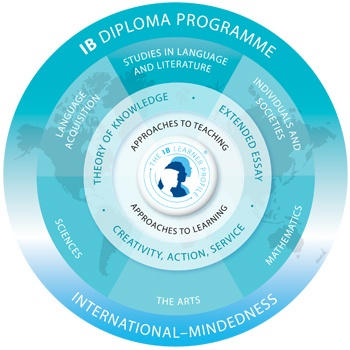 IB DIPLOMA PROGRAMME
STUDIES IN LANGUAGE
AND LITERATURE
LANGUAGE
ACQUISITION
INDIVIDUALS AND
SOCIETIES
THEORY OF KNOWLEDGE
EXTENDED ESSAY
APPROACHES TO TEACHING
THE IB LEARNER PROFILE
APPROACHES TO LEARNING
CREATIVITY, ACTION, SERVICE
SCIENCES
MATHEMATICS
THE ARTS
INTERNATIONAL–MINDEDNESS